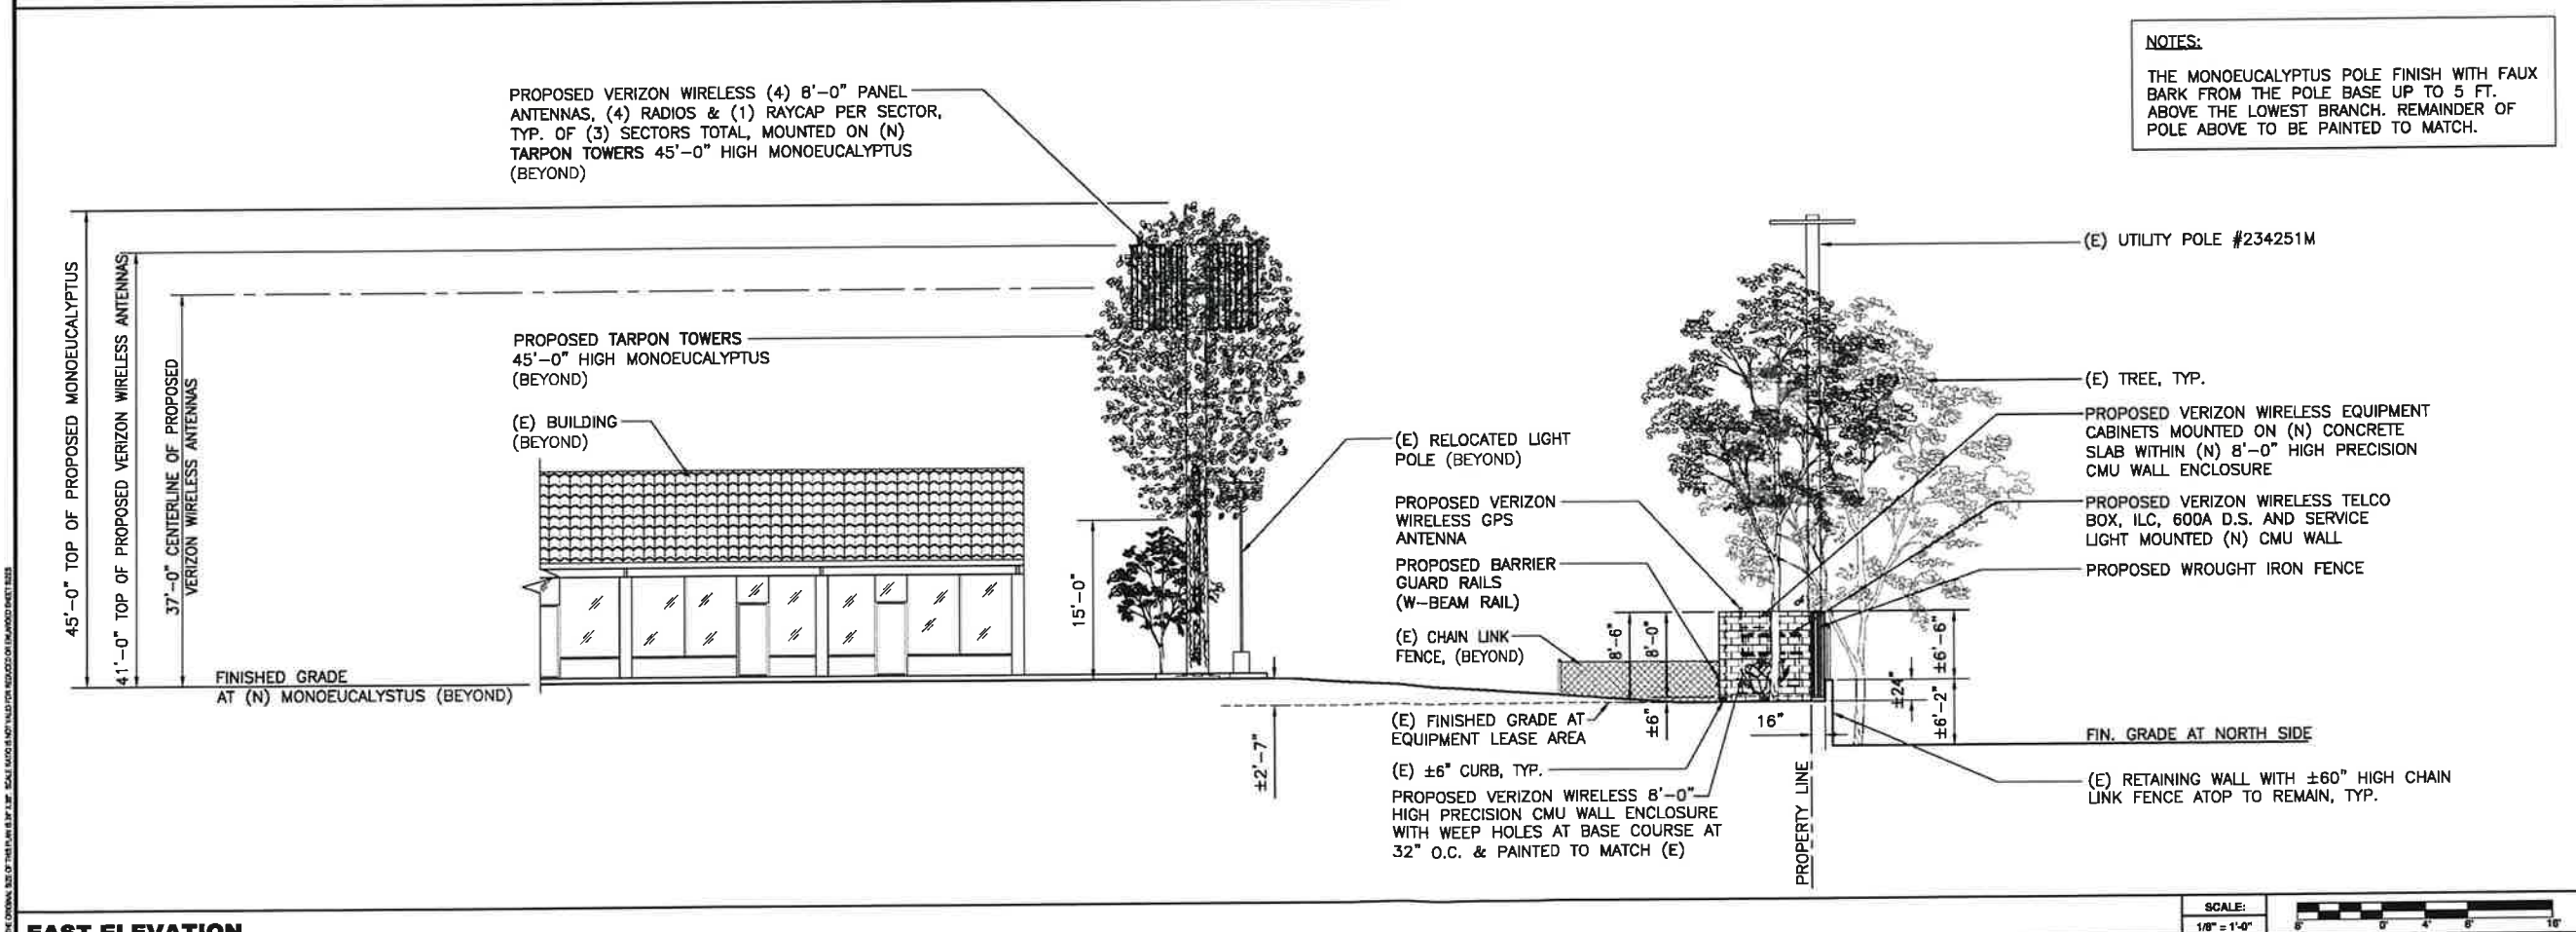 NOTES:
THE MONOEUCALYPTUS POLE FINISH WITH FAUX
BARK FROM THE POLE BASE UP TO 5 FT.
ABOVE THE LOWEST BRANCH. REMAINDER OF
POLE ABOVE TO BE PAINTED TO MATCH.
PROPOSED VERIZON WIRELESS (4) 8'-0" PANEL
ANTENNAS, (4) RADIOS & (1) RAYCAP PER SECTOR,
TYP. OF (3) SECTORS TOTAL, MOUNTED ON (N)
TARPON TOWERS 45'-0" HIGH MONOEUCALYPTUS
(BEYOND)
45'-0" TOP OF PROPOSED MONOEUCALYPTUS
41'-0" TOP OF PROPOSED VERIZON WIRELESS ANTENNAS
37'-0" CENTERLINE OF PROPOSED
VERIZON WIRELESS ANTENNAS
PROPOSED TARPON TOWERS
45'-0" HIGH MONOEUCALYPTUS
(BEYOND)
(E) BUILDING
(BEYOND)
FINISHED GRADE
AT (N) MONOEUCALYSTUS (BEYOND)
15'-0"
±2'-7"
(E) RELOCATED LIGHT
POLE (BEYOND)
PROPOSED VERIZON
WIRELESS GPS
ANTENNA
PROPOSED BARRIER
GUARD RAILS
(W-BEAM RAIL)
(E) CHAIN LINK
FENCE, (BEYOND)
(E) FINISHED GRADE AT
EQUIPMENT LEASE AREA
(E) ±6" CURB, TYP.
PROPOSED VERIZON WIRELESS 8'-0"
HIGH PRECISION CMU WALL ENCLOSURE
WITH WEEP HOLES AT BASE COURSE AT
32" O.C. & PAINTED TO MATCH (E)
8'-6"
8'-0"
±6"
16"
PROPERTY LINE
±24"
±6'-6"
±6'-2"
(E) UTILITY POLE #234251M
(E) TREE, TYP.
PROPOSED VERIZON WIRELESS EQUIPMENT
CABINETS MOUNTED ON (N) CONCRETE
SLAB WITHIN (N) 8'-0" HIGH PRECISION
CMU WALL ENCLOSURE
PROPOSED VERIZON WIRELESS TELCO
BOX, ILC, 600A D.S. AND SERVICE
LIGHT MOUNTED (N) CMU WALL
PROPOSED WROUGHT IRON FENCE
FIN. GRADE AT NORTH SIDE
(E) RETAINING WALL WITH ±60" HIGH CHAIN
LINK FENCE ATOP TO REMAIN, TYP.
EAST ELEVATION
SCALE:
1/8" = 1'-0"
8' 0' 4' 8' 16'